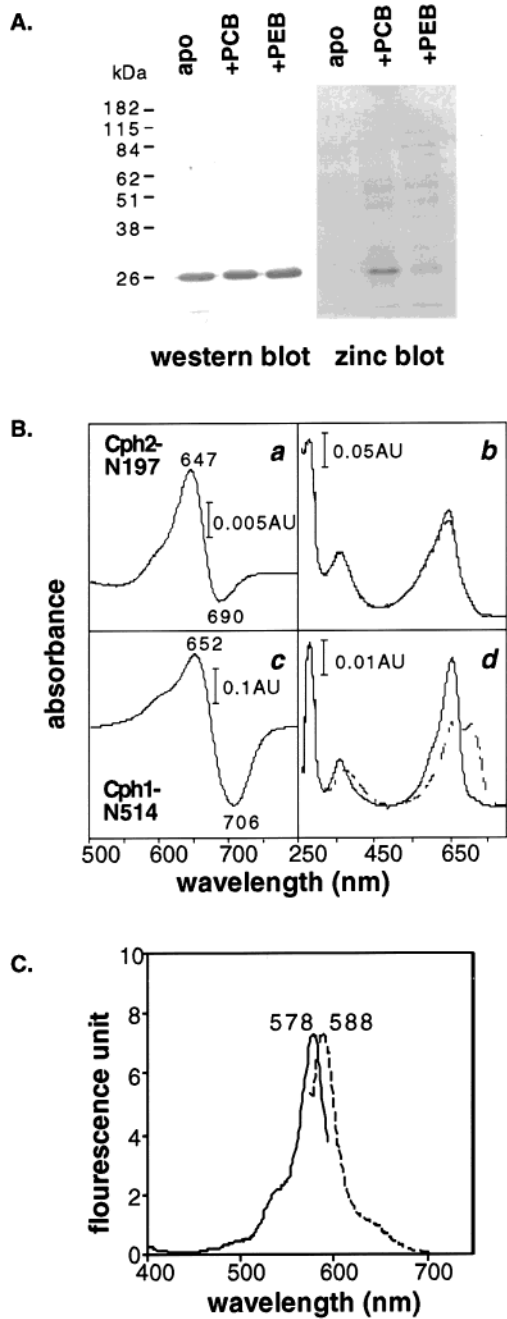 A.
kDa
apo
+PCB
+PEB
apo
+PCB
+PEB
182
115
84
62
51
38
26
western blot
zinc blot
B.
Cph2-
N197
a
647
0.005AU
690
b
0.05AU
c
652
0.1AU
Cph1-
N514
706
d
0.01AU
absorbance
500
600
700
250
450
650
wavelength (nm)
C.
flourescence unit
10
8
6
4
2
0
578
588
400
500
600
700
wavelength (nm)